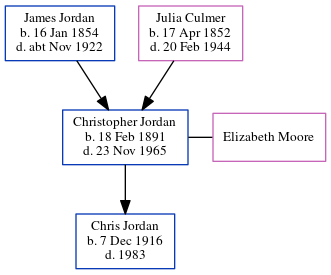 James Jordan
b. 16 Jan 1854
d. abt Nov 1922
Julia Culmer
b. 17 Apr 1852
d. 20 Feb 1944
Christopher Jordan
b. 18 Feb 1891
d. 23 Nov 1965
Elizabeth Moore
Chris Jordan
b. 7 Dec 1916
d. 1983